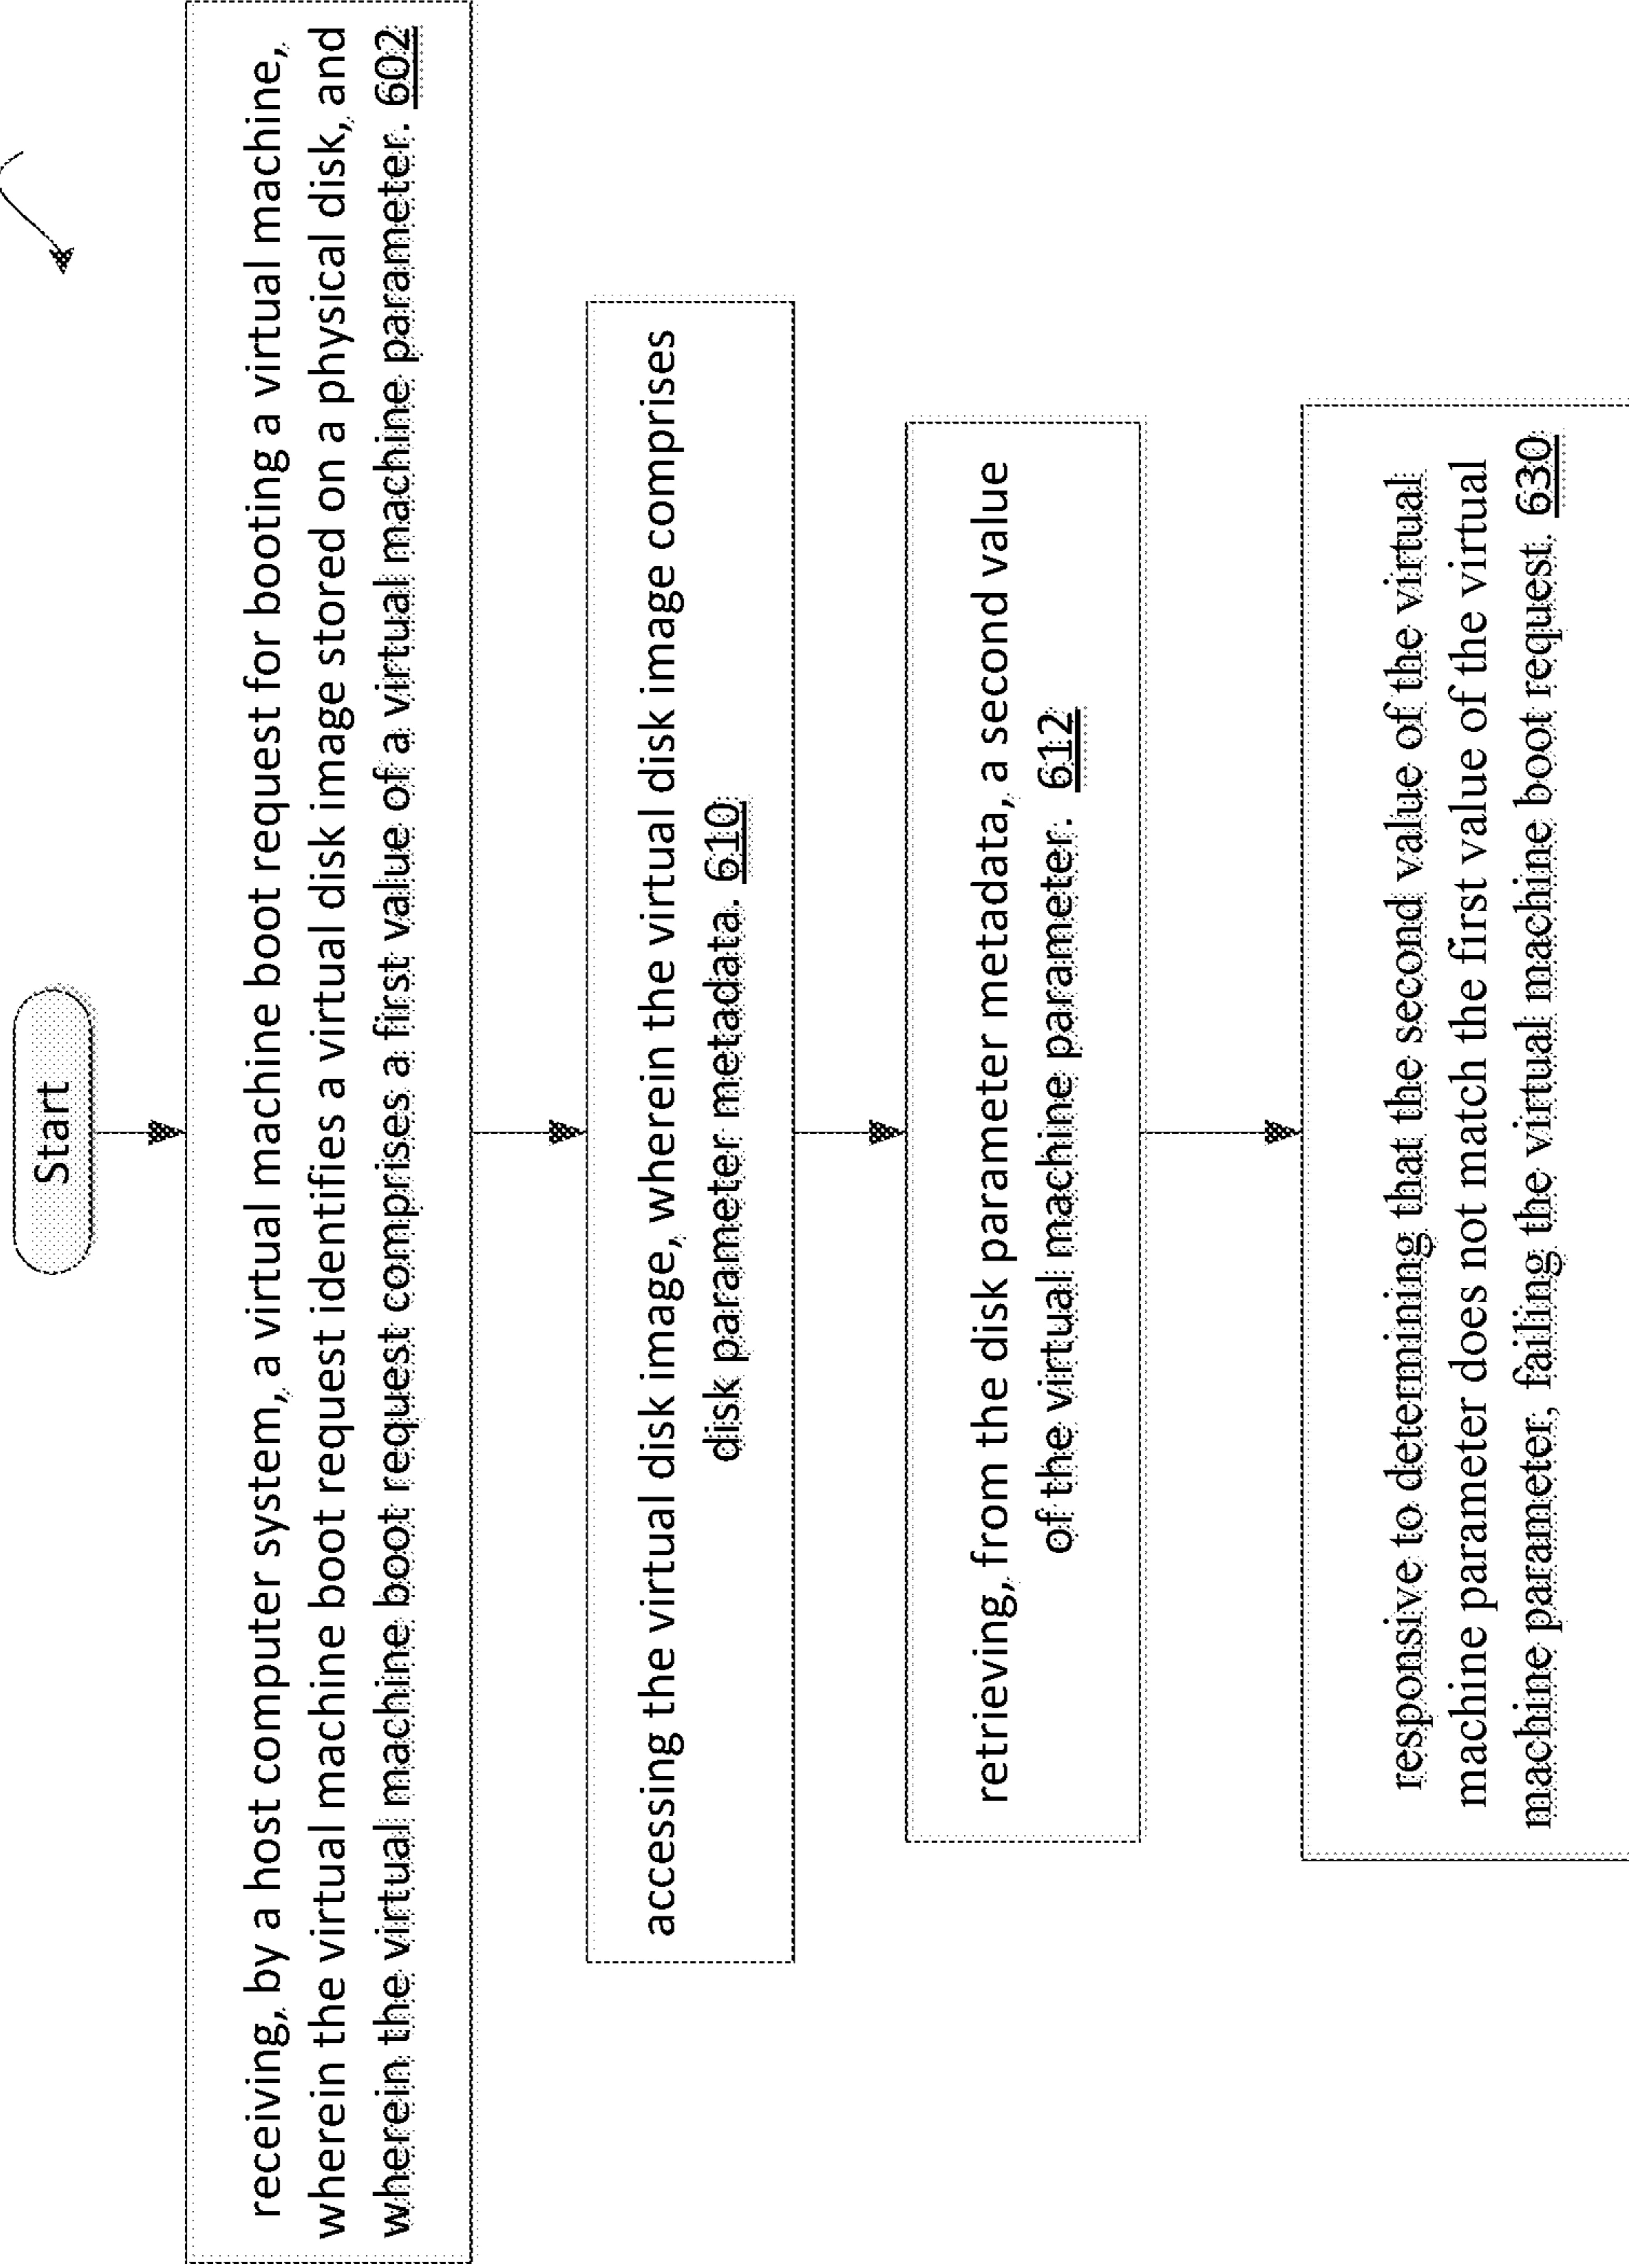 Start
receiving, by a host computer system, a virtual machine boot request for booting a virtual machine,
wherein the virtual machine boot request identifies a virtual disk image stored on a physical disk, and
wherein the virtual machine boot request comprises a first value of a virtual machine parameter. 602
accessing the virtual disk image, wherein the virtual disk image comprises
disk parameter metadata. 610
retrieving, from the disk parameter metadata, a second value
of the virtual machine parameter. 612
responsive to determining that the second value of the virtual
machine parameter does not match the first value of the virtual
machine parameter, failing the virtual machine boot request. 630